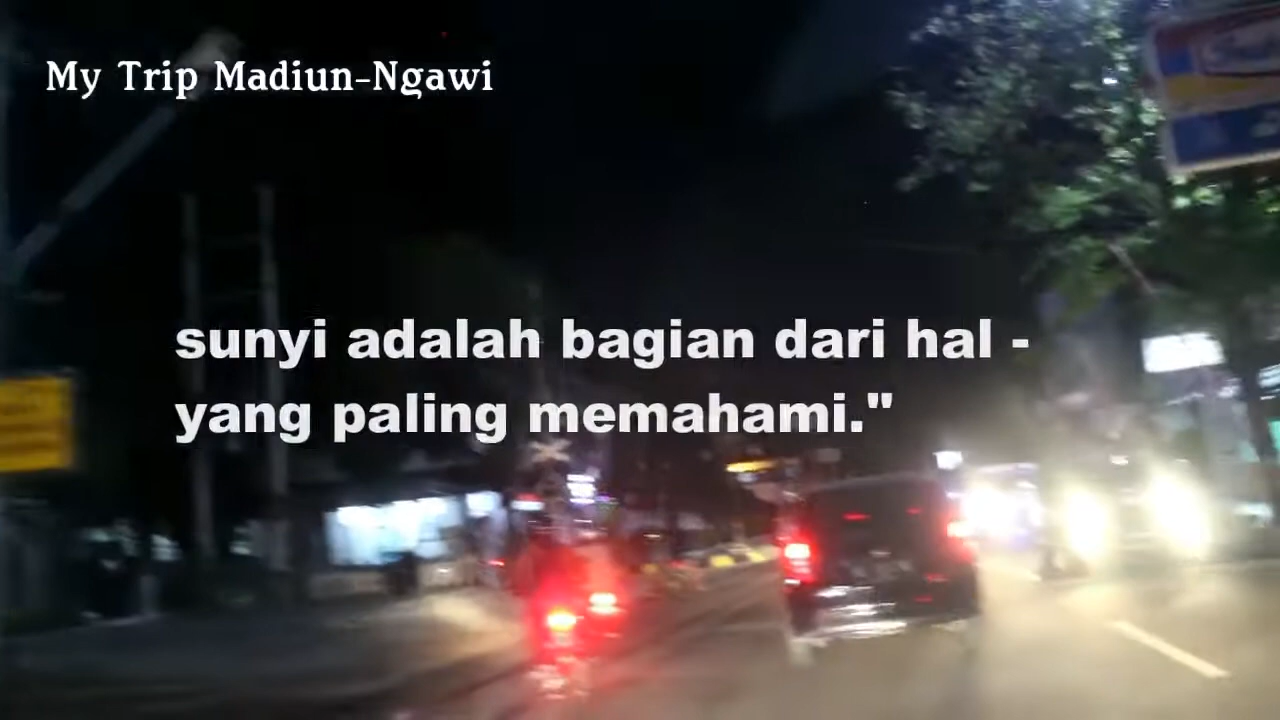 My Trip Madiun-Ngawi
sunyi adalah bagian dari hal -
yang paling memahami."